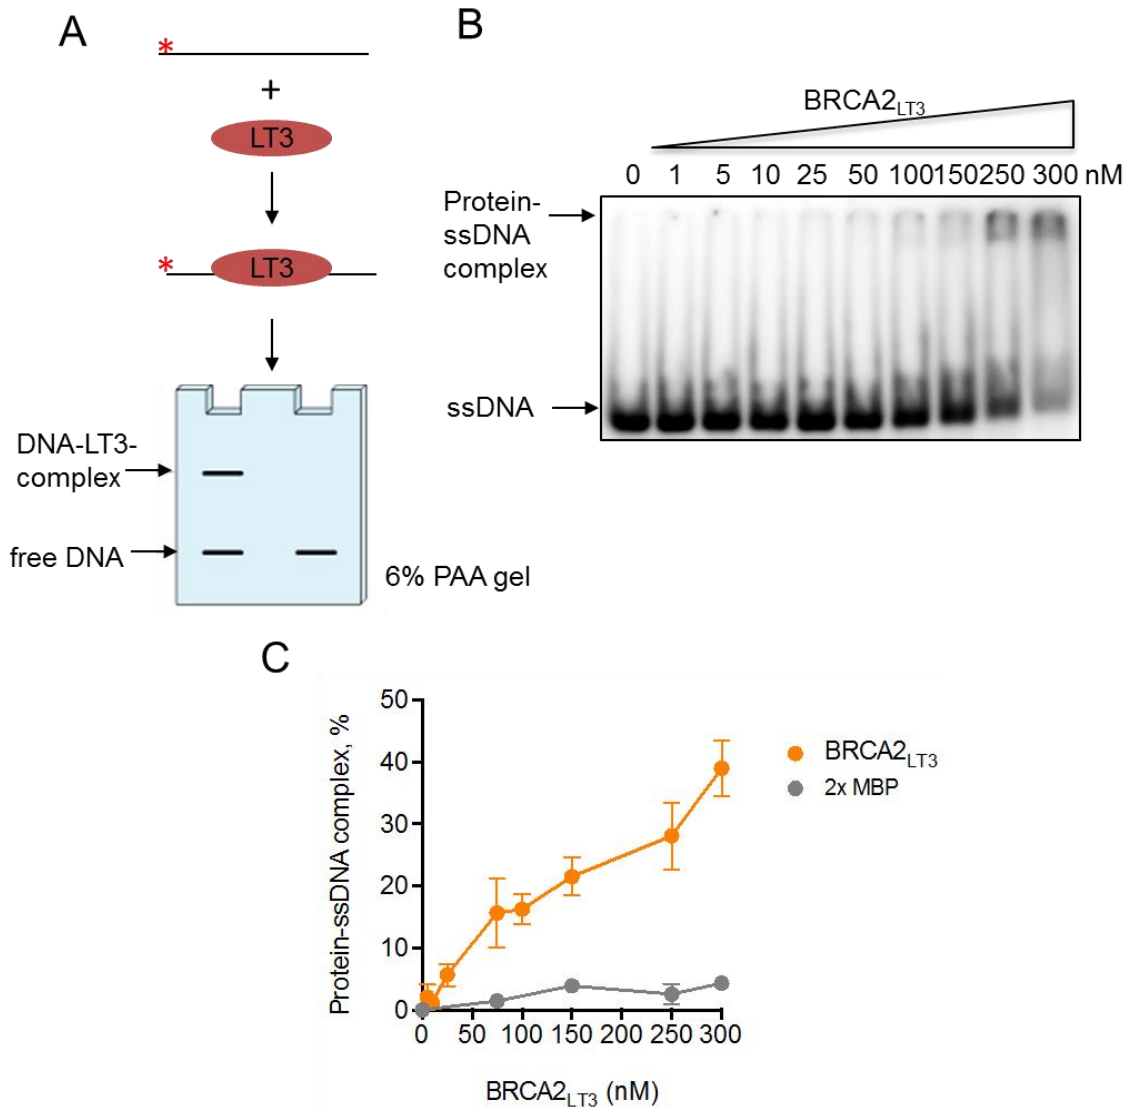 A
*
+
LT3
*
LT3
DNA-LT3-
complex
free DNA
6% PAA gel
B
BRCA2LT3
0 1 5 10 25 50 100150 250 300 nM
Protein-
ssDNA
complex
ssDNA
C
Protein-ssDNA complex, %
50
40
30
20
10
0
0 50 100 150 200 250 300
BRCA2LT3 (nM)
BRCA2LT3
2x MBP